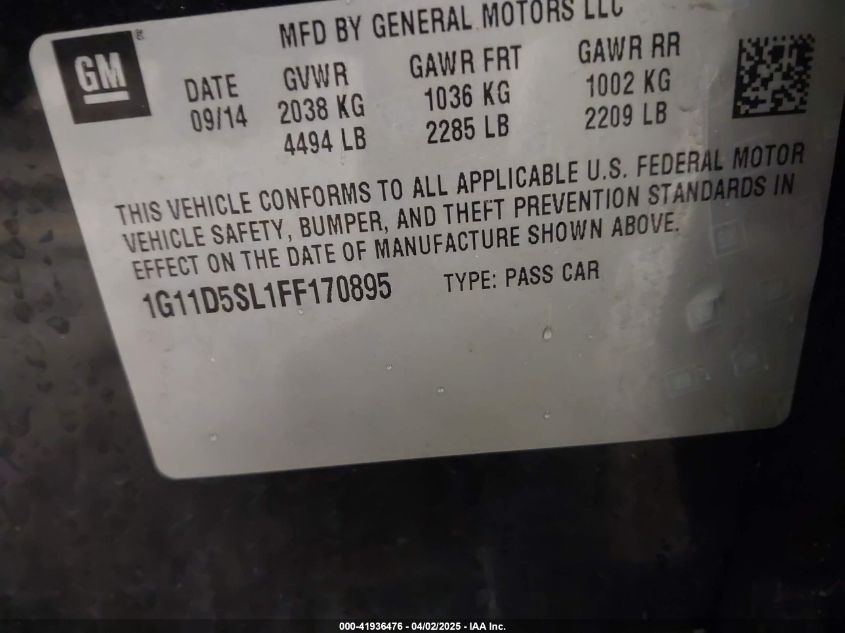 MFD BY GENERAL MOTORS LLC
GM
DATE GVWR GAWR FRT GAWR RR
09/14 2038 KG 1036 KG 1002 KG
4494 LB 2285 LB 2209 LB
THIS VEHICLE CONFORMS TO ALL APPLICABLE U.S. FEDERAL MOTOR
VEHICLE SAFETY, BUMPER, AND THEFT PREVENTION STANDARDS IN
EFFECT ON THE DATE OF MANUFACTURE SHOWN ABOVE.
1G11D5SL1FF170895 TYPE: PASS CAR
000-41936476 - 04/02/2025 - IAA Inc.